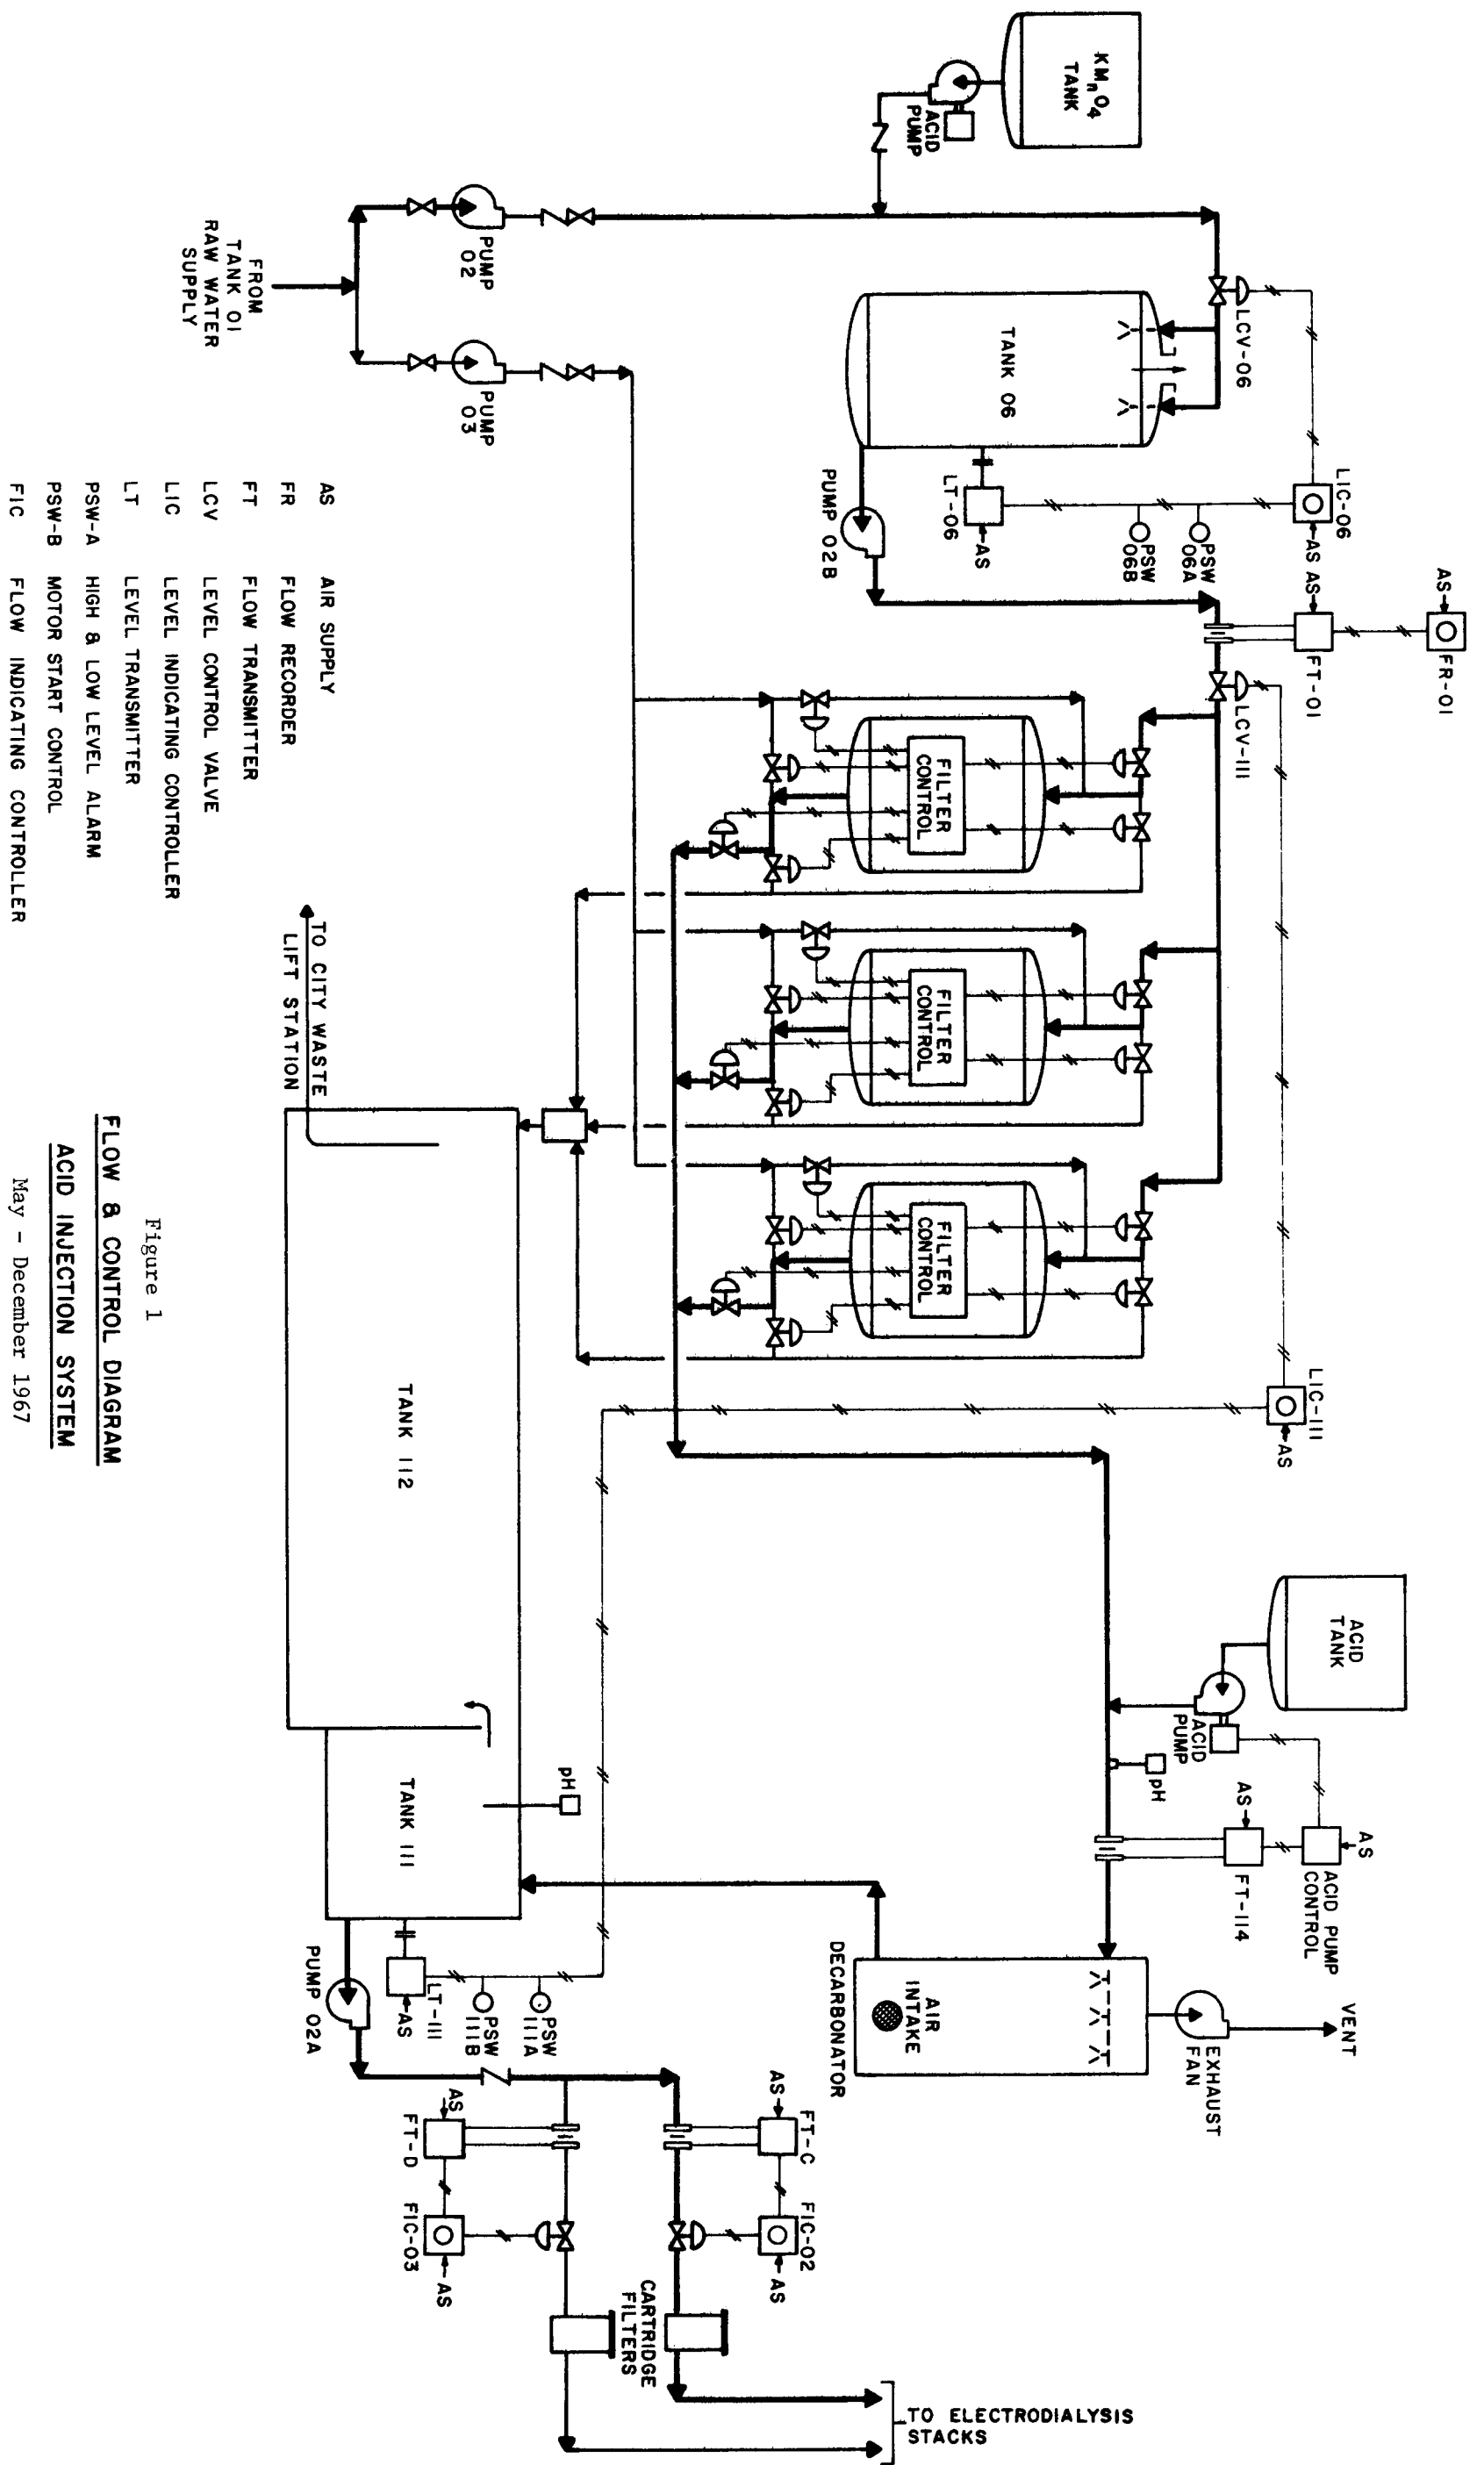 KMnO4
TANK
ACID
PUMP
FROM
TANK 01
RAW WATER
SUPPLY
PUMP
02
PUMP
03
LCV-06
TANK 06
LIC-06
AS
LT-06
AS
PSW
06A
PSW
06B
PUMP 02B
AS
FR-01
AS
FT-01
LCV-111
FILTER
CONTROL
FILTER
CONTROL
FILTER
CONTROL
LIC-111
AS
ACID
TANK
ACID
PUMP
pH
AS
ACID PUMP
CONTROL
AS
FT-114
VENT
EXHAUST
FAN
AIR
INTAKE
DECARBONATOR
TO CITY WASTE
LIFT STATION
TANK 112
TANK 111
pH
LT-111
AS
PSW
111A
PSW
111B
PUMP 02A
AS
FT-C
FIC-02
AS
AS
FT-D
FIC-03
AS
CARTRIDGE
FILTERS
TO ELECTRODIALYSIS
STACKS
AS AIR SUPPLY
FR FLOW RECORDER
FT FLOW TRANSMITTER
LCV LEVEL CONTROL VALVE
LIC LEVEL INDICATING CONTROLLER
LT LEVEL TRANSMITTER
PSW-A HIGH & LOW LEVEL ALARM
PSW-B MOTOR START CONTROL
FIC FLOW INDICATING CONTROLLER
Figure 1
FLOW & CONTROL DIAGRAM
ACID INJECTION SYSTEM
May - December 1967